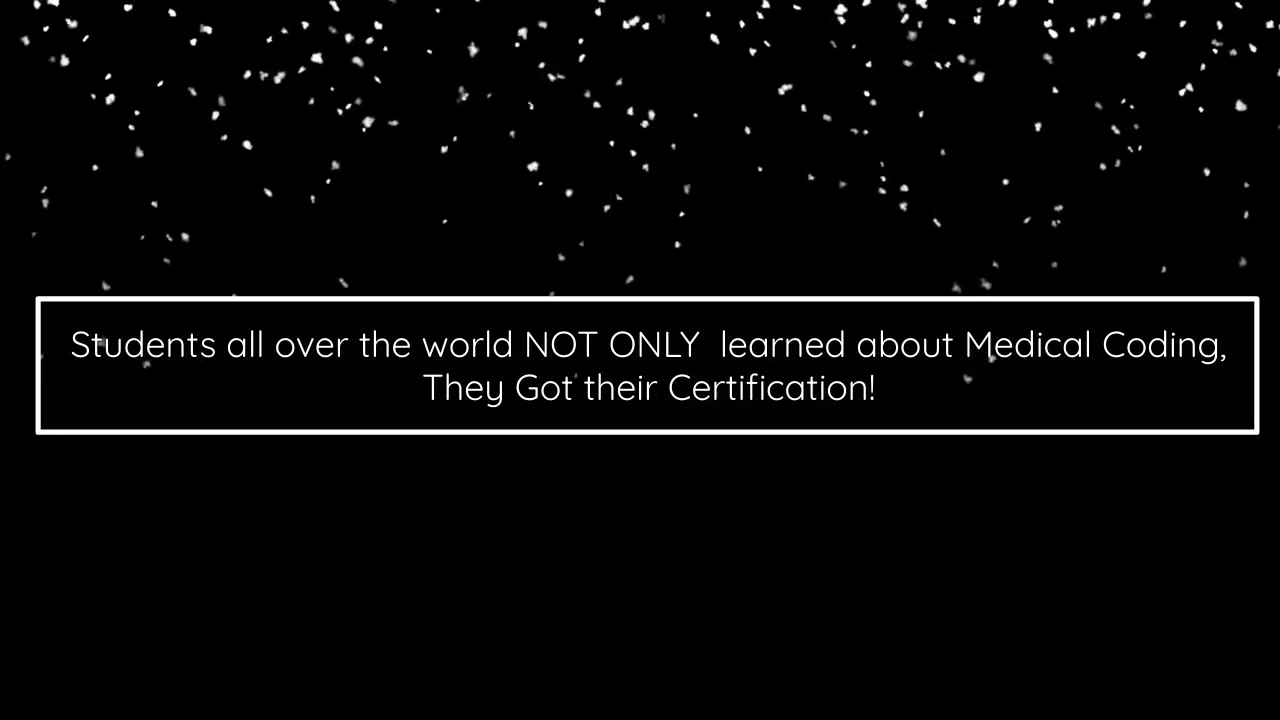 Students all over the world NOT ONLY  learned about Medical Coding,
They Got their Certification!